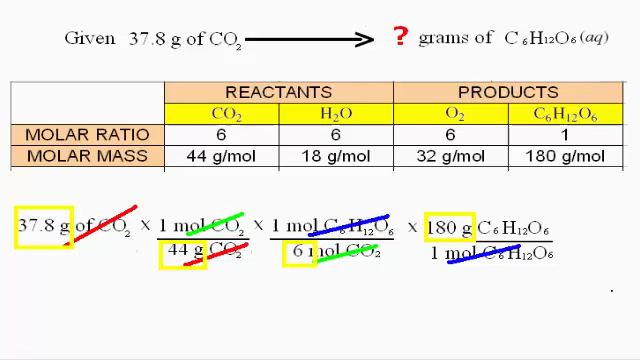 Given 37.8 g of CO₂ ? grams of C₆H₁₂O₆(aq)
REACTANTS PRODUCTS
CO₂ H₂O O₂ C₆H₁₂O₆
MOLAR RATIO 6 6 6 1
MOLAR MASS 44 g/mol 18 g/mol 32 g/mol 180 g/mol
37.8 g of CO₂ x 1 mol CO₂ x 1 mol C₆H₁₂O₆ x 180 g C₆H₁₂O₆
44 g CO₂ 6 mol CO₂ 1 mol C₆H₁₂O₆